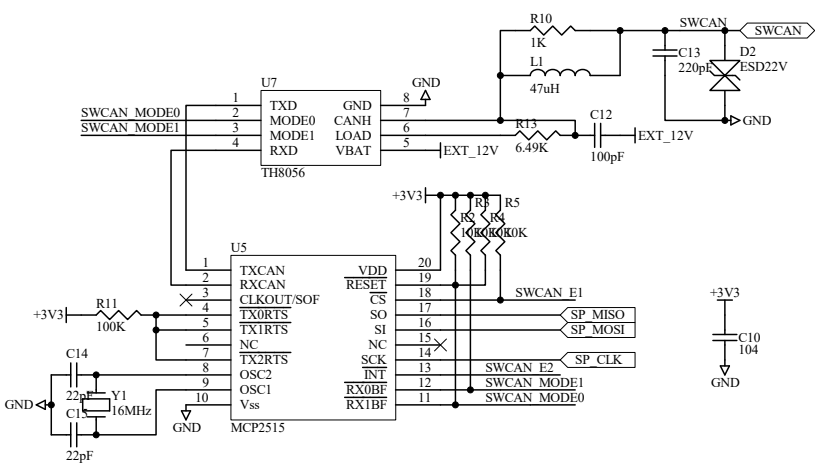 R10
1K
L1
47uH
SWCAN
SWCAN
C13
220pF
D2
ESD22V
GND
U7
GND
SWCAN_MODE0
SWCAN_MODE1
1 TXD GND 8
2 MODE0 CANH 7
3 MODE1 LOAD 6
4 RXD VBAT 5
TH8056
EXT_12V
R13
6.49K
C12
100pF
EXT_12V
+3V3
R2
R3
R4
R5
10K
U5
1 TXCAN VDD 20
2 RXCAN RESET 19
3 CLKOUT/SOF CS 18
4 TX0RTS SO 17
5 TX1RTS SI 16
6 NC NC 15
7 TX2RTS SCK 14
8 OSC2 INT 13
9 OSC1 RX0BF 12
10 Vss RX1BF 11
MCP2515
SWCAN_E1
SP_MISO
SP_MOSI
SP_CLK
SWCAN_E2
SWCAN_MODE1
SWCAN_MODE0
+3V3
R11
100K
C14
22pF
Y1
16MHz
GND
C15
22pF
GND
+3V3
C10
104
GND